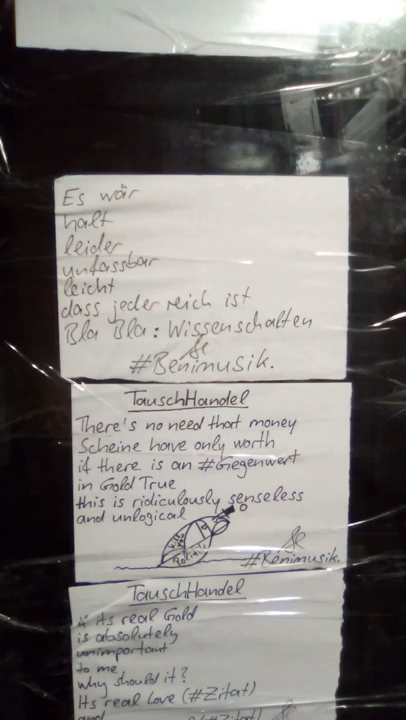 Es wär
halt
leider
unfassbar
leicht
dass jeder reich ist
Bla Bla: Wissenschalten
#Benimusik.
TauschHandel
There's no need that money
Scheine have only worth
if there is an #Gegenwert
in Gold True
this is ridiculously senseless
and unlogical
#Benimusik.
TauschHandel
if its real Gold
is absolutely
unimportant
to me
why should it?
Its real Love (#Zitat)
and